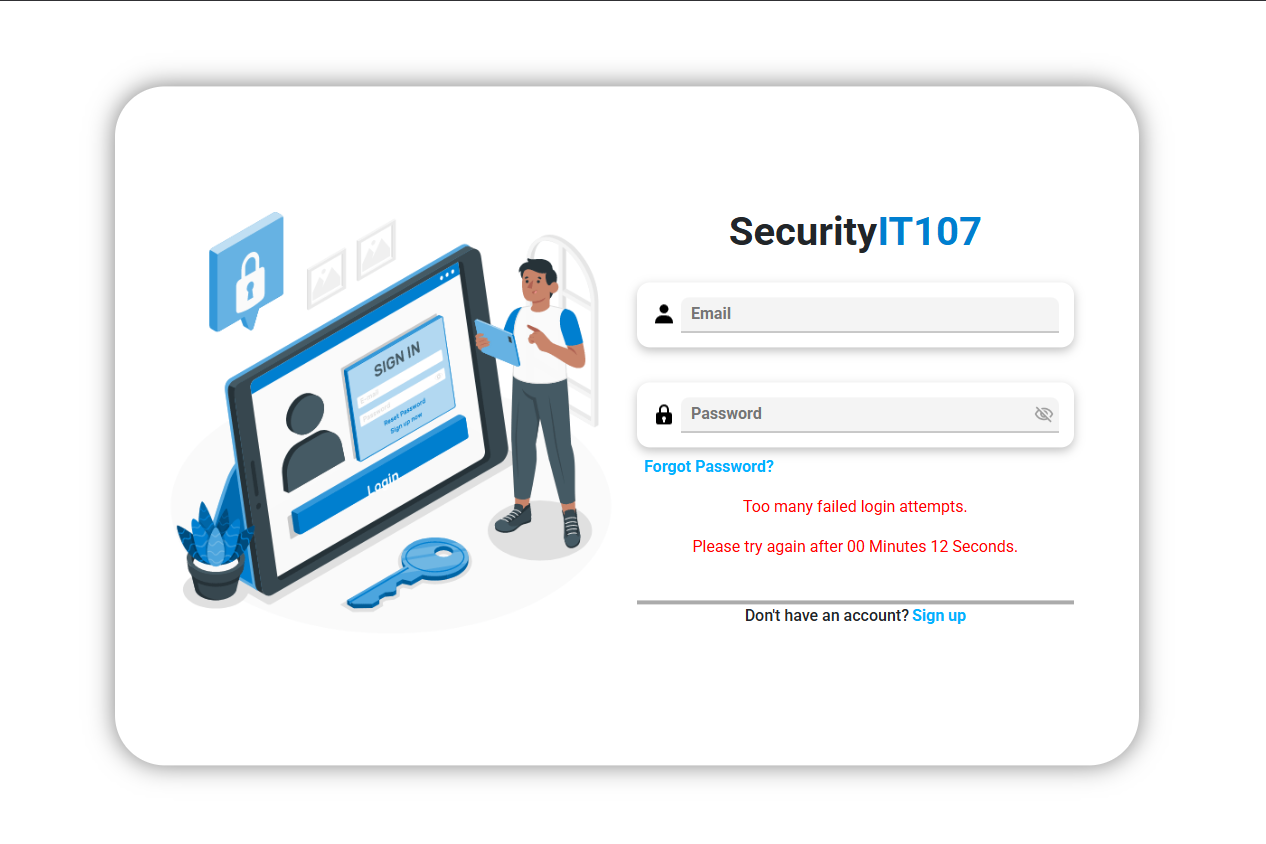 SecurityIT107
Email
Password
Forgot Password?
Too many failed login attempts.
Please try again after 00 Minutes 12 Seconds.
Don't have an account? Sign up
SIGN IN
Password
Reset Password
Sign up now
Login